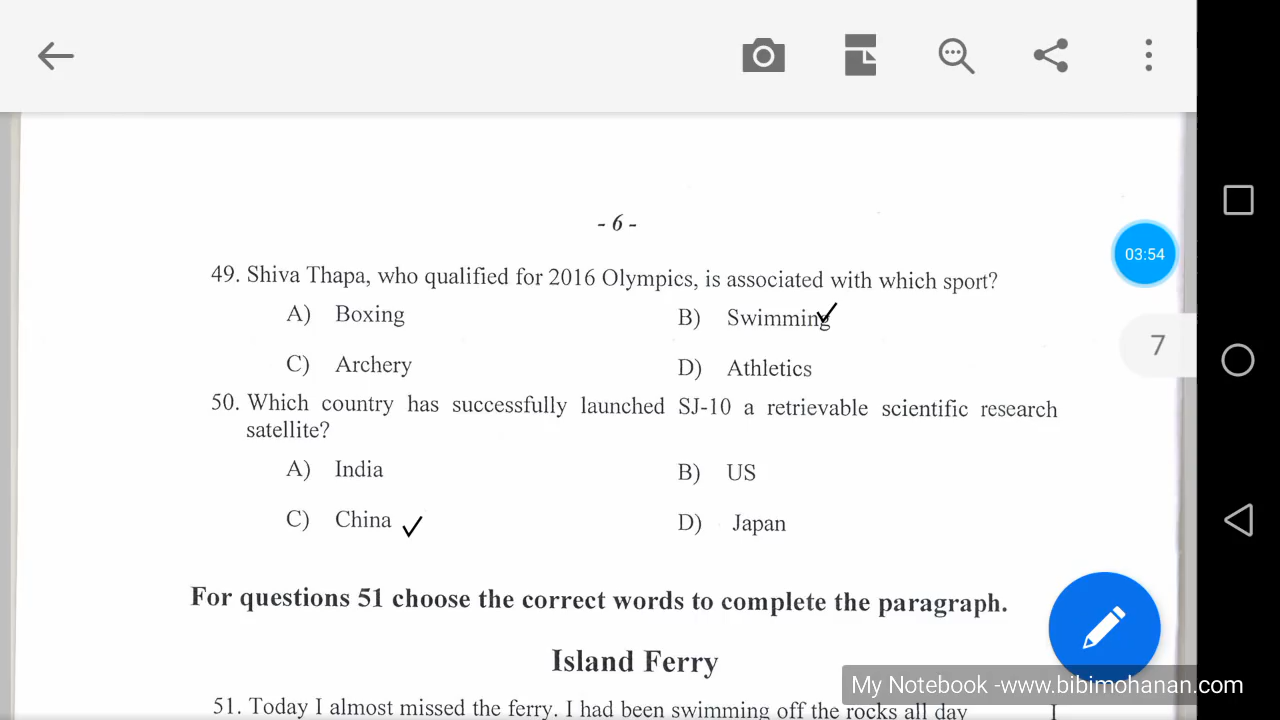 03:54
- 6 -
49. Shiva Thapa, who qualified for 2016 Olympics, is associated with which sport?
A) Boxing B) Swimming
7
C) Archery D) Athletics
50. Which country has successfully launched SJ-10 a retrievable scientific research
satellite?
A) India B) US
C) China D) Japan
For questions 51 choose the correct words to complete the paragraph.
Island Ferry
My Notebook -www.bibimohanan.com
51. Today I almost missed the ferry. I had been swimming off the rocks all day I